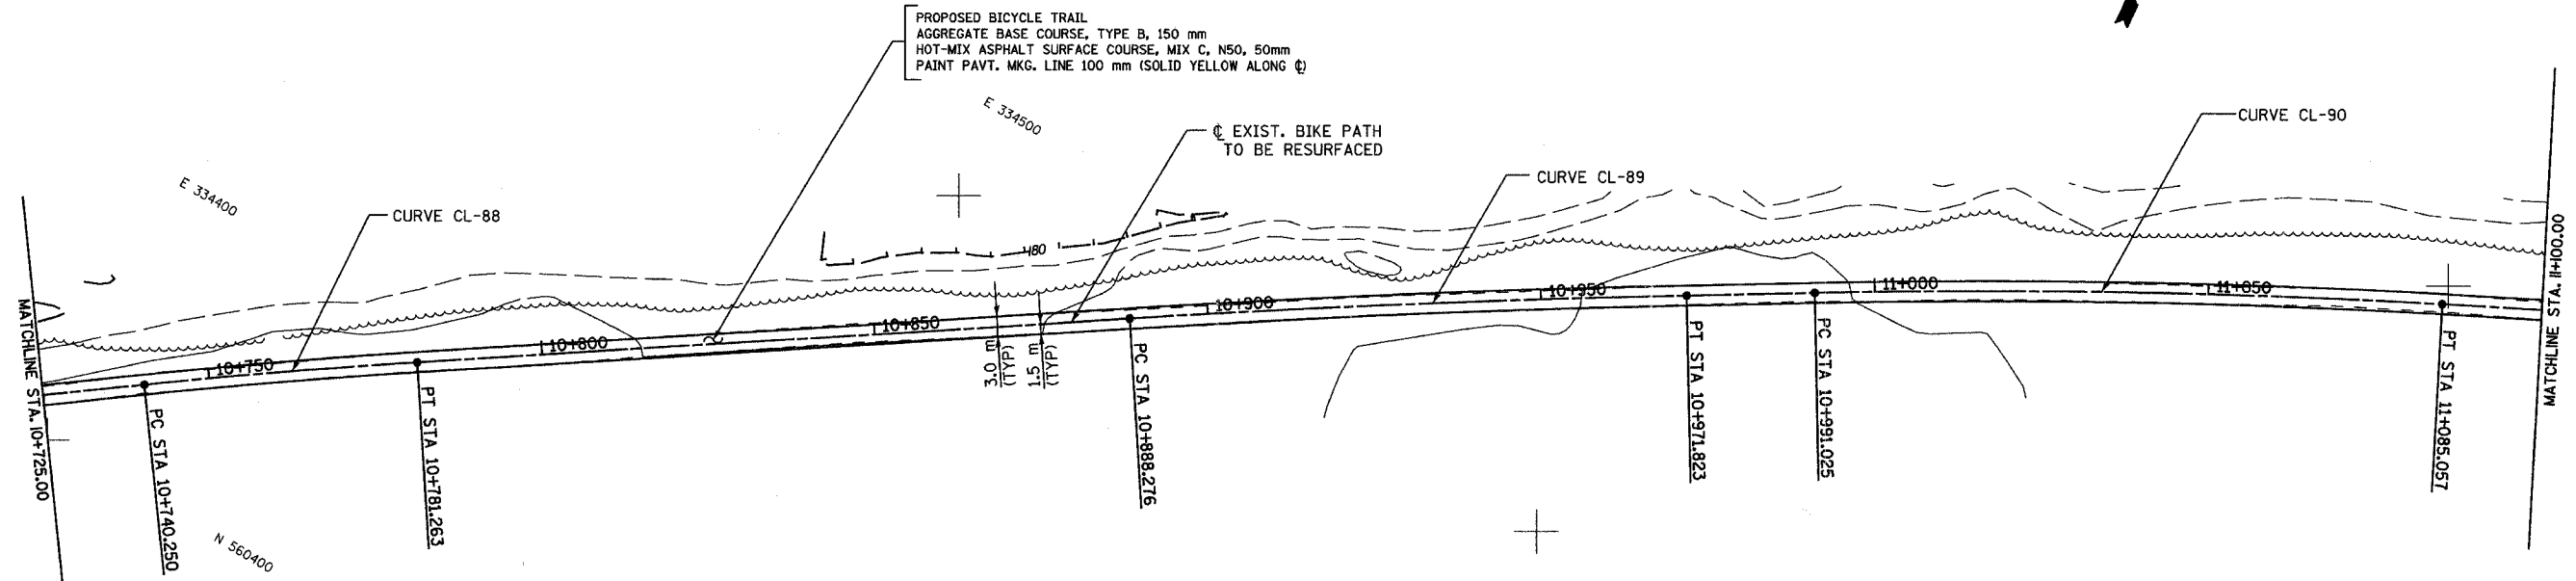 PROPOSED BICYCLE TRAIL
AGGREGATE BASE COURSE, TYPE B, 150 mm
HOT-MIX ASPHALT SURFACE COURSE, MIX C, N50, 50mm
PAINT PAVT. MKG. LINE 100 mm (SOLID YELLOW ALONG ℄)
E 334500
℄ EXIST. BIKE PATH
TO BE RESURFACED
CURVE CL-90
CURVE CL-89
E 334400
CURVE CL-88
480
MATCHLINE STA. 10+725.00
10+750
10+800
10+850
10+900
10+950
11+000
11+050
MATCHLINE STA. 11+100.00
3.0 m
(TYP)
1.5 m
(TYP)
PC STA 10+740.250
PT STA 10+781.263
PC STA 10+888.276
PT STA 10+971.823
PC STA 10+991.025
PT STA 11+085.057
N 560400